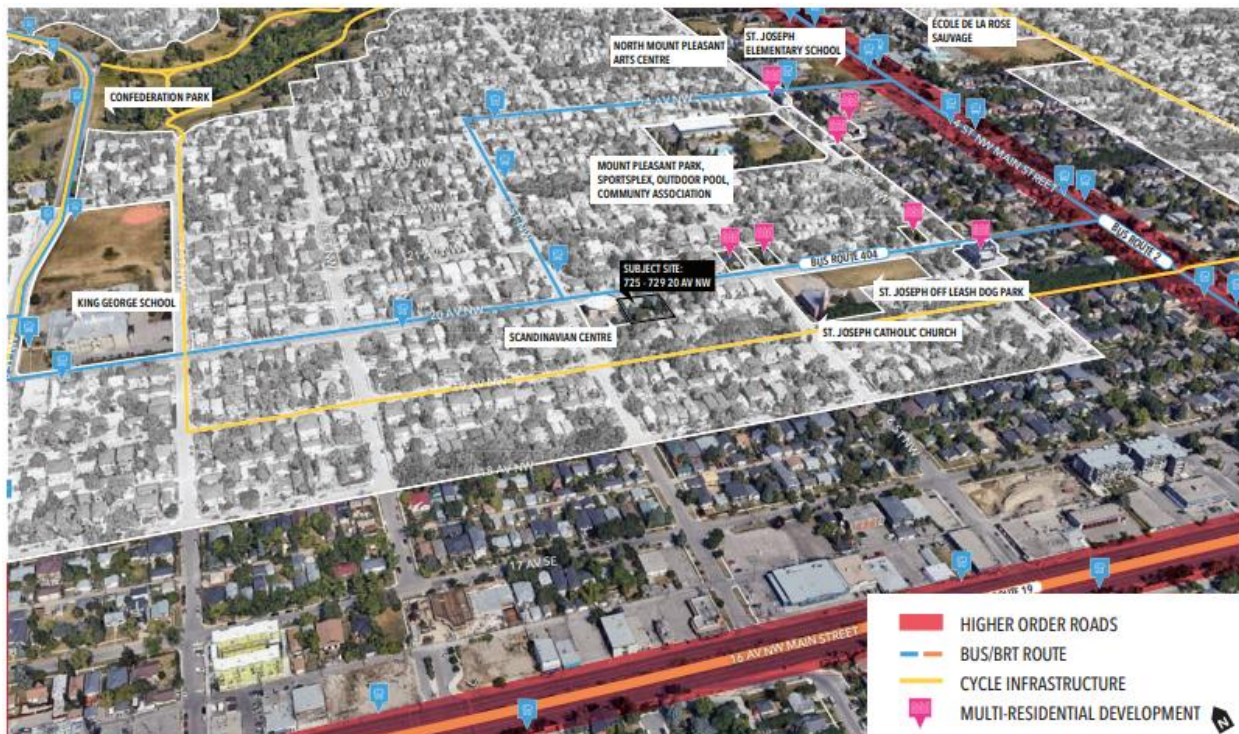 ÉCOLE DE LA ROSE
SAUVAGE
ST. JOSEPH
ELEMENTARY SCHOOL
NORTH MOUNT PLEASANT
ARTS CENTRE
CONFEDERATION PARK
4 ST NW MAIN STREET
MOUNT PLEASANT PARK,
SPORTSPLEX, OUTDOOR POOL,
COMMUNITY ASSOCIATION
BUS ROUTE 2
BUS ROUTE 404
SUBJECT SITE:
725 - 729 20 AV NW
ST. JOSEPH OFF LEASH DOG PARK
KING GEORGE SCHOOL
20 AV NW
SCANDINAVIAN CENTRE
ST. JOSEPH CATHOLIC CHURCH
18 AV NW
17 AV SE
ROUTE 19
16 AV NW MAIN STREET
HIGHER ORDER ROADS
BUS/BRT ROUTE
CYCLE INFRASTRUCTURE
MULTI-RESIDENTIAL DEVELOPMENT
N